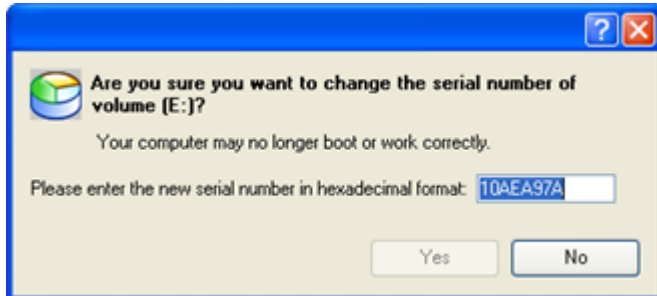 Are you sure you want to change the serial number of
volume (E:)?
Your computer may no longer boot or work correctly.
Please enter the new serial number in hexadecimal format: 10AEA97A
Yes No